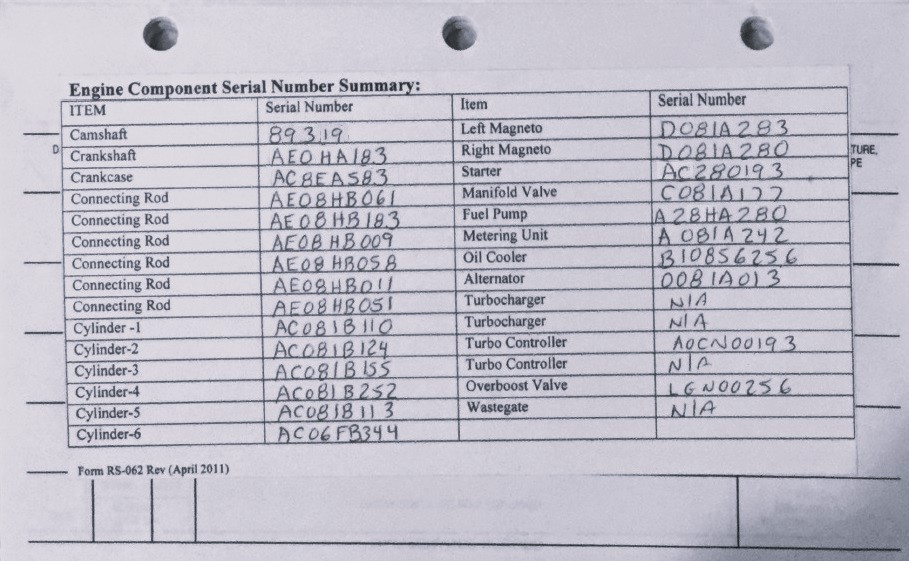 Engine Component Serial Number Summary:
ITEM Serial Number Item Serial Number
Camshaft 89319 Left Magneto D081A283
D Crankshaft AE0HA183 Right Magneto D081A280 TURE,
Crankcase AC8EA583 Starter AC280193 PE
Connecting Rod AE08HB061 Manifold Valve C081A177
Connecting Rod AE08HB183 Fuel Pump A28HA280
Connecting Rod AE08HB009 Metering Unit A081A242
Connecting Rod AE08HB058 Oil Cooler B10856256
Connecting Rod AE08HB011 Alternator 0081A013
Connecting Rod AE08HB051 Turbocharger N/A
Cylinder -1 AC081B110 Turbocharger N/A
Cylinder-2 AC081B124 Turbo Controller A0CN00193
Cylinder-3 AC081B155 Turbo Controller N/A
Cylinder-4 AC081B252 Overboost Valve LGN00256
Cylinder-5 AC081B113 Wastegate N/A
Cylinder-6 AC06FB344
Form RS-062 Rev (April 2011)